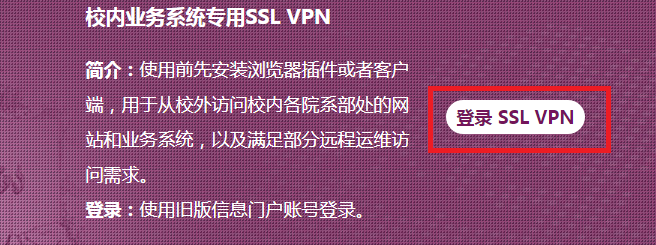 校内业务系统专用SSL VPN
简介：使用前先安装浏览器插件或者客户
端，用于从校外访问校内各院系部处的网
站和业务系统，以及满足部分远程运维访
问需求。
登录 SSL VPN
登录：使用旧版信息门户账号登录。